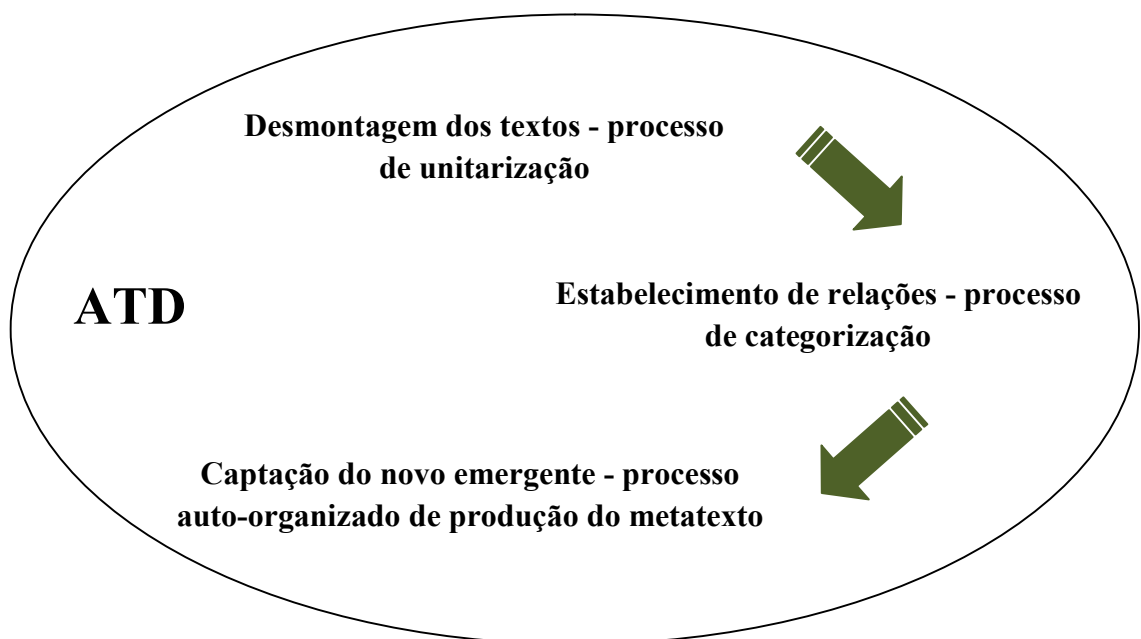 Desmontagem dos textos - processo
de unitarização
ATD
Estabelecimento de relações - processo
de categorização
Captação do novo emergente - processo
auto-organizado de produção do metatexto